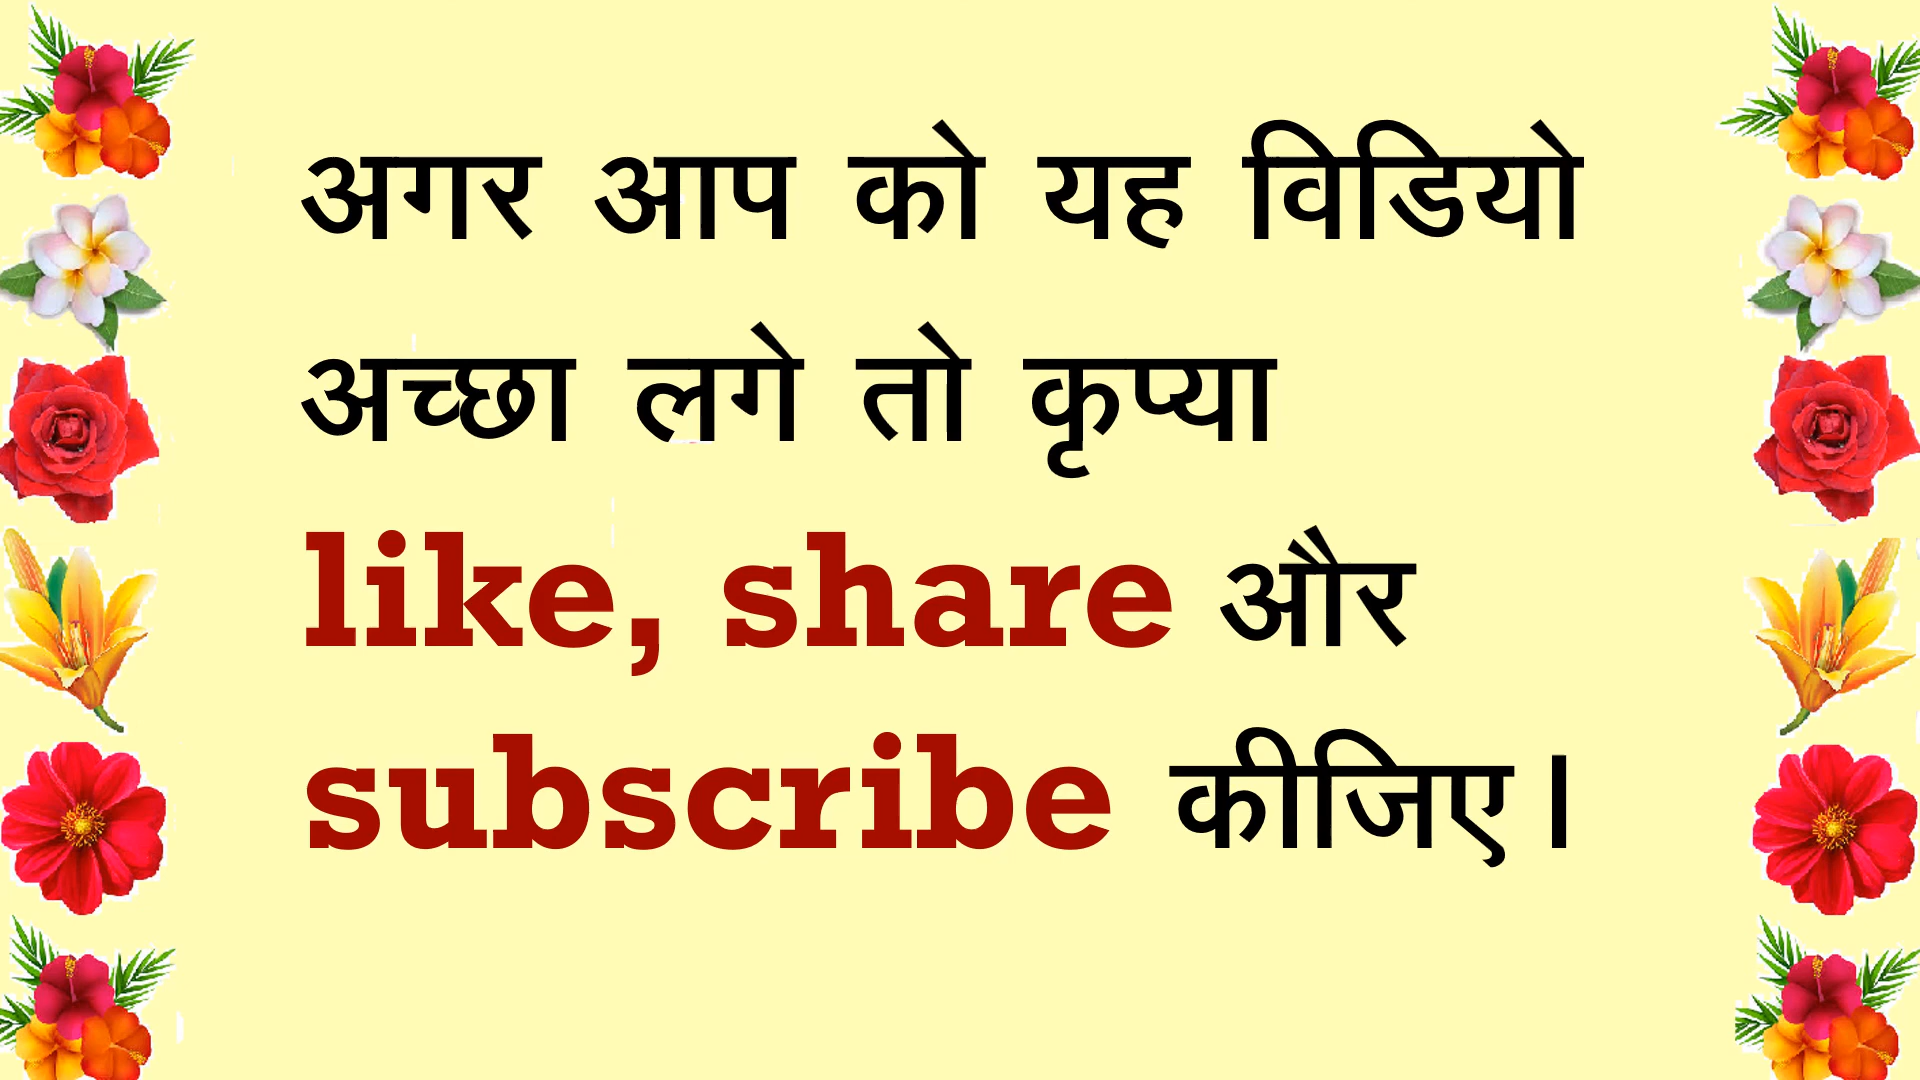 अगर आप को यह विडियो
अच्छा लगे तो कृप्या
like, share और
subscribe कीजिए।